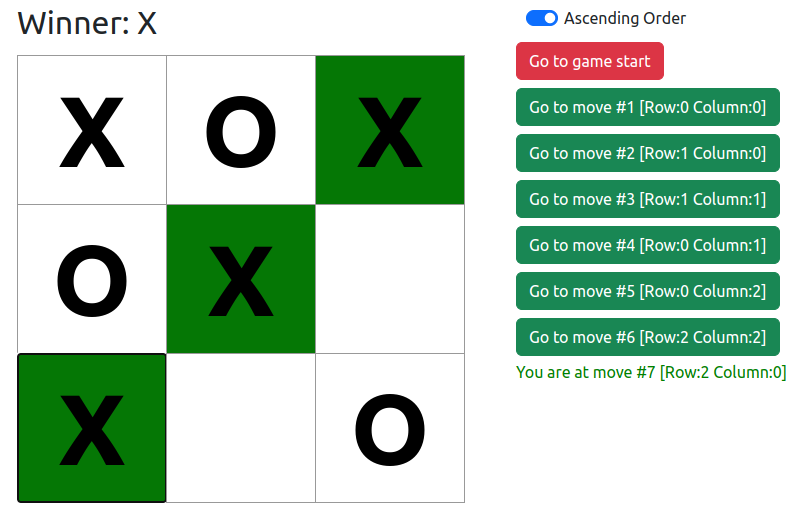 Winner: X
X O X
O X
X O
Ascending Order
Go to game start
Go to move #1 [Row:0 Column:0]
Go to move #2 [Row:1 Column:0]
Go to move #3 [Row:1 Column:1]
Go to move #4 [Row:0 Column:1]
Go to move #5 [Row:0 Column:2]
Go to move #6 [Row:2 Column:2]
You are at move #7 [Row:2 Column:0]